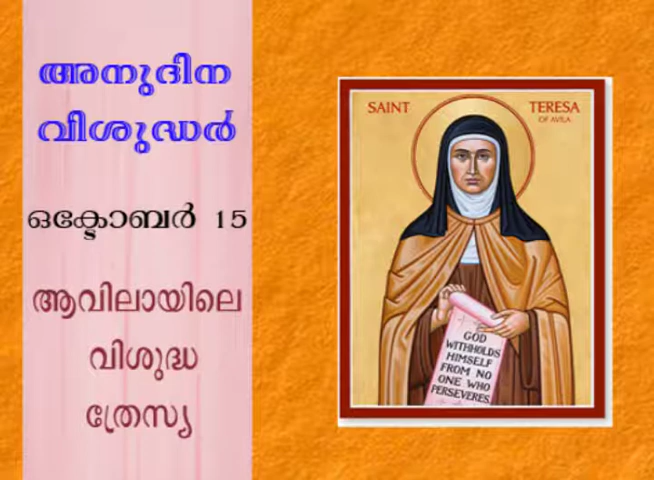 അനുദിന
വിശുദ്ധർ
ഒക്ടോബർ 15
ആവിലായിലെ
വിശുദ്ധ
ത്രേസ്യ
SAINT TERESA
OF AVILA
GOD
WITHHOLDS
HIMSELF
FROM NO
ONE WHO
PERSEVERES.